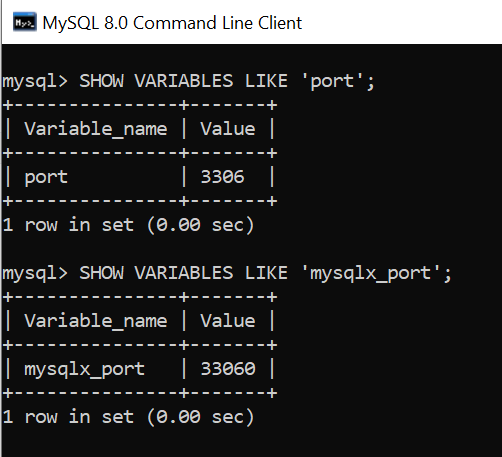 MySQL 8.0 Command Line Client
mysql> SHOW VARIABLES LIKE 'port';
+---------------+-------+
| Variable_name | Value |
+---------------+-------+
| port          | 3306  |
+---------------+-------+
1 row in set (0.00 sec)
mysql> SHOW VARIABLES LIKE 'mysqlx_port';
+---------------+-------+
| Variable_name | Value |
+---------------+-------+
| mysqlx_port   | 33060 |
+---------------+-------+
1 row in set (0.00 sec)